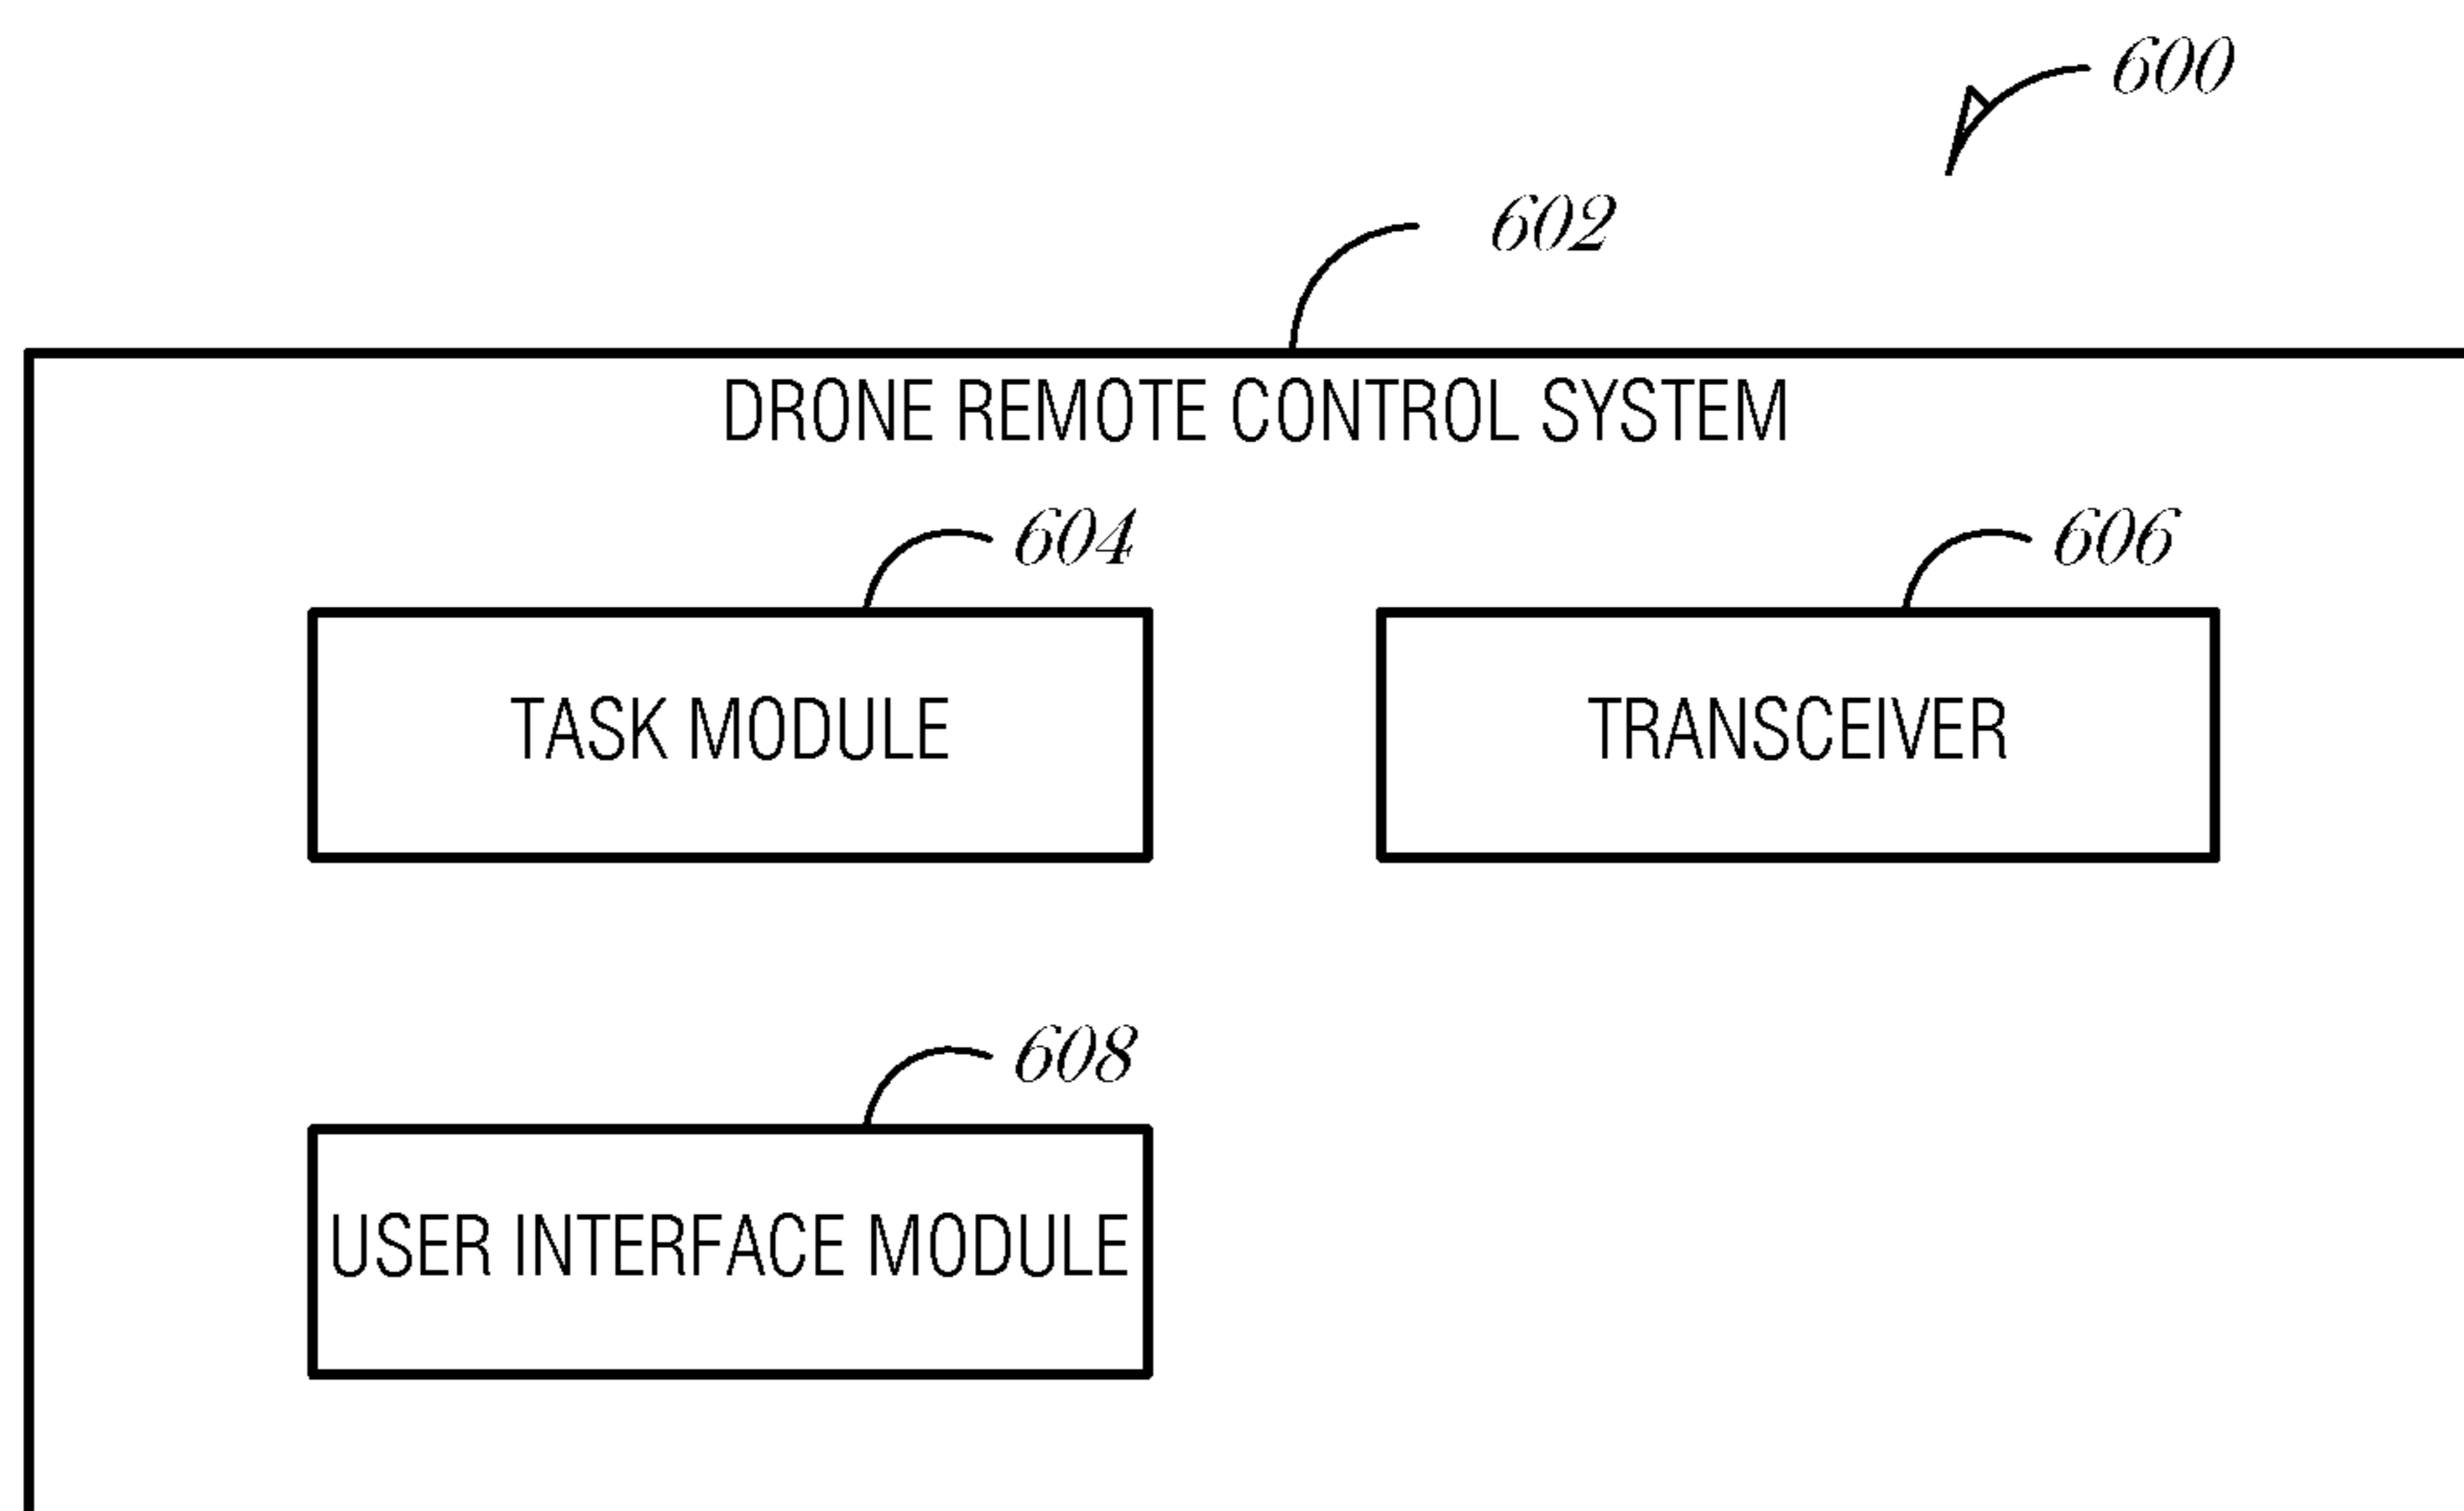 600
602
DRONE REMOTE CONTROL SYSTEM
604
606
TASK MODULE
TRANSCEIVER
608
USER INTERFACE MODULE